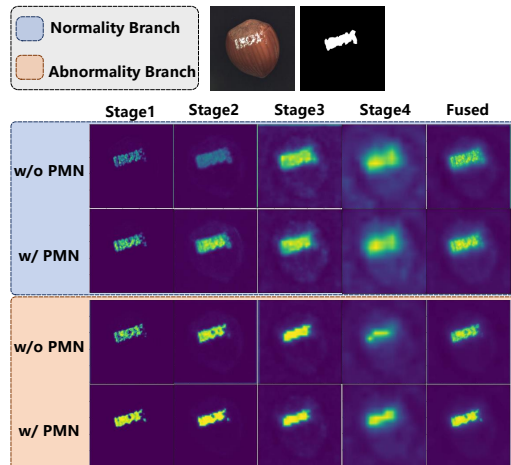 Normality Branch
Abnormality Branch
Stage1 Stage2 Stage3 Stage4 Fused
w/o PMN
w/ PMN
w/o PMN
w/ PMN